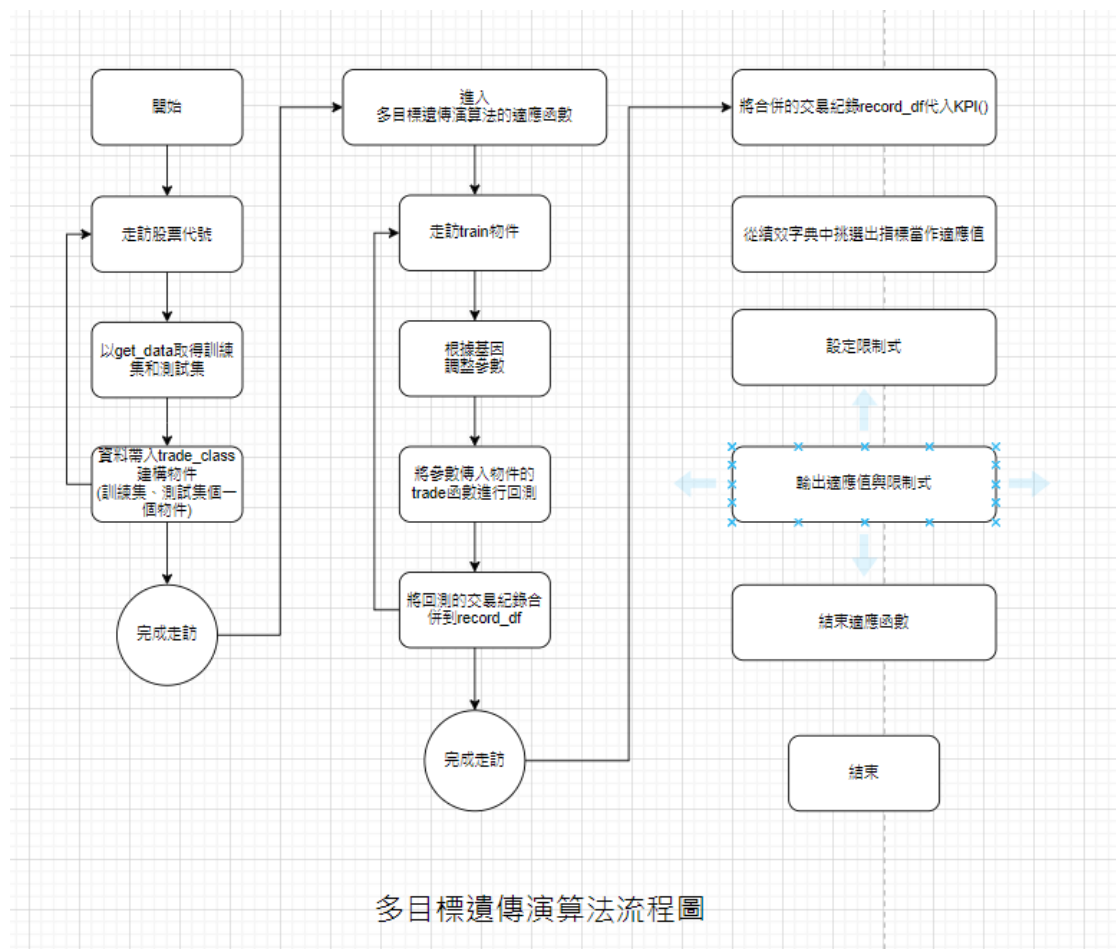 開始
走訪股票代號
以get_data取得訓練
集和測試集
資料帶入trade_class
建構物件
(訓練集、測試集個一
個物件)
完成走訪
進入
多目標遺傳演算法的適應函數
走訪train物件
根據基因
調整參數
將參數傳入物件的
trade函數進行回測
將回測的交易紀錄合
併到record_df
完成走訪
將合併的交易紀錄record_df代入KPI()
從績效字典中挑選出指標當作適應值
設定限制式
輸出適應值與限制式
結束適應函數
結束
多目標遺傳演算法流程圖